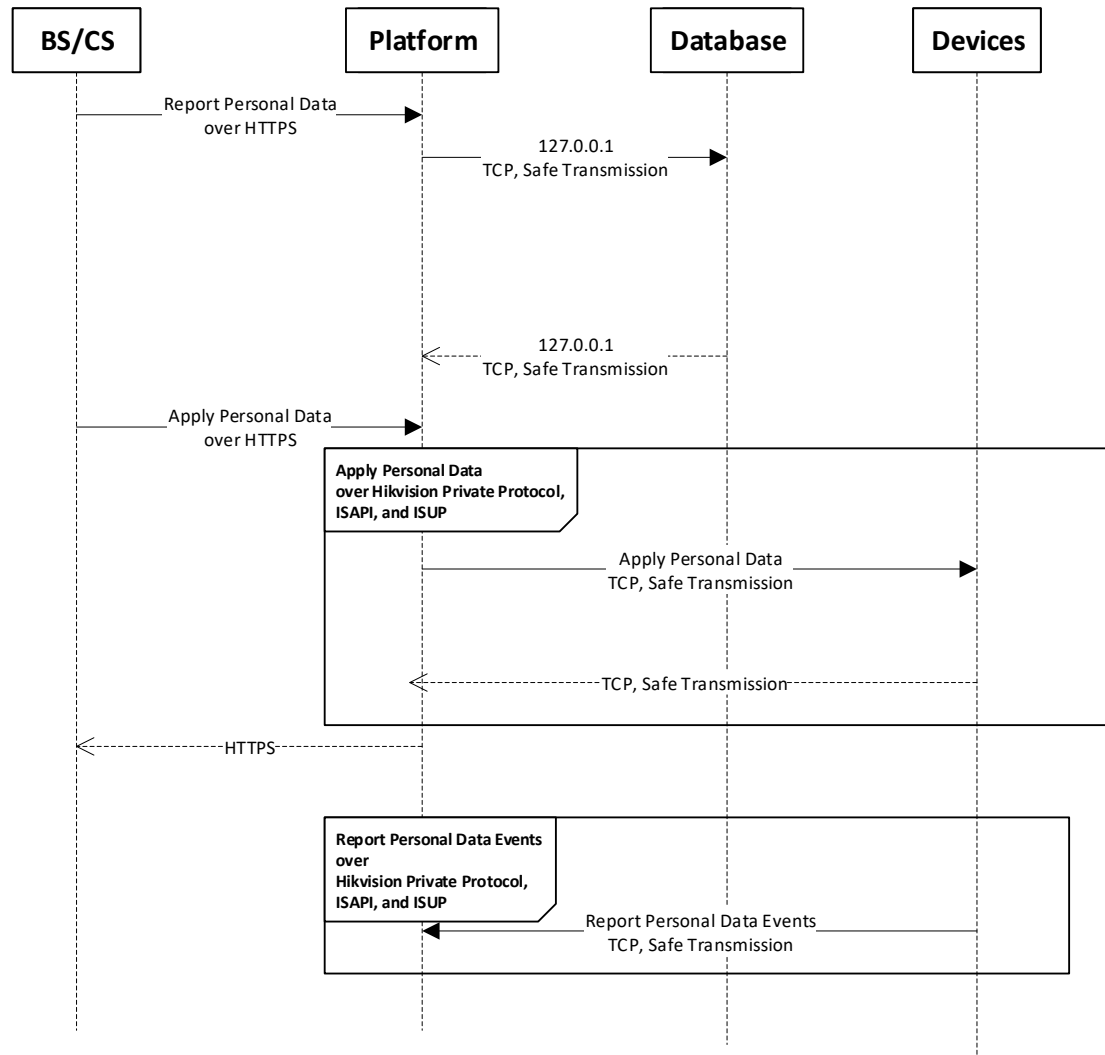 BS/CS
Platform
Database
Devices
Report Personal Data
over HTTPS
127.0.0.1
TCP, Safe Transmission
127.0.0.1
TCP, Safe Transmission
Apply Personal Data
over HTTPS
Apply Personal Data
over Hikvision Private Protocol,
ISAPI, and ISUP
Apply Personal Data
TCP, Safe Transmission
TCP, Safe Transmission
HTTPS
Report Personal Data Events
over
Hikvision Private Protocol,
ISAPI, and ISUP
Report Personal Data Events
TCP, Safe Transmission